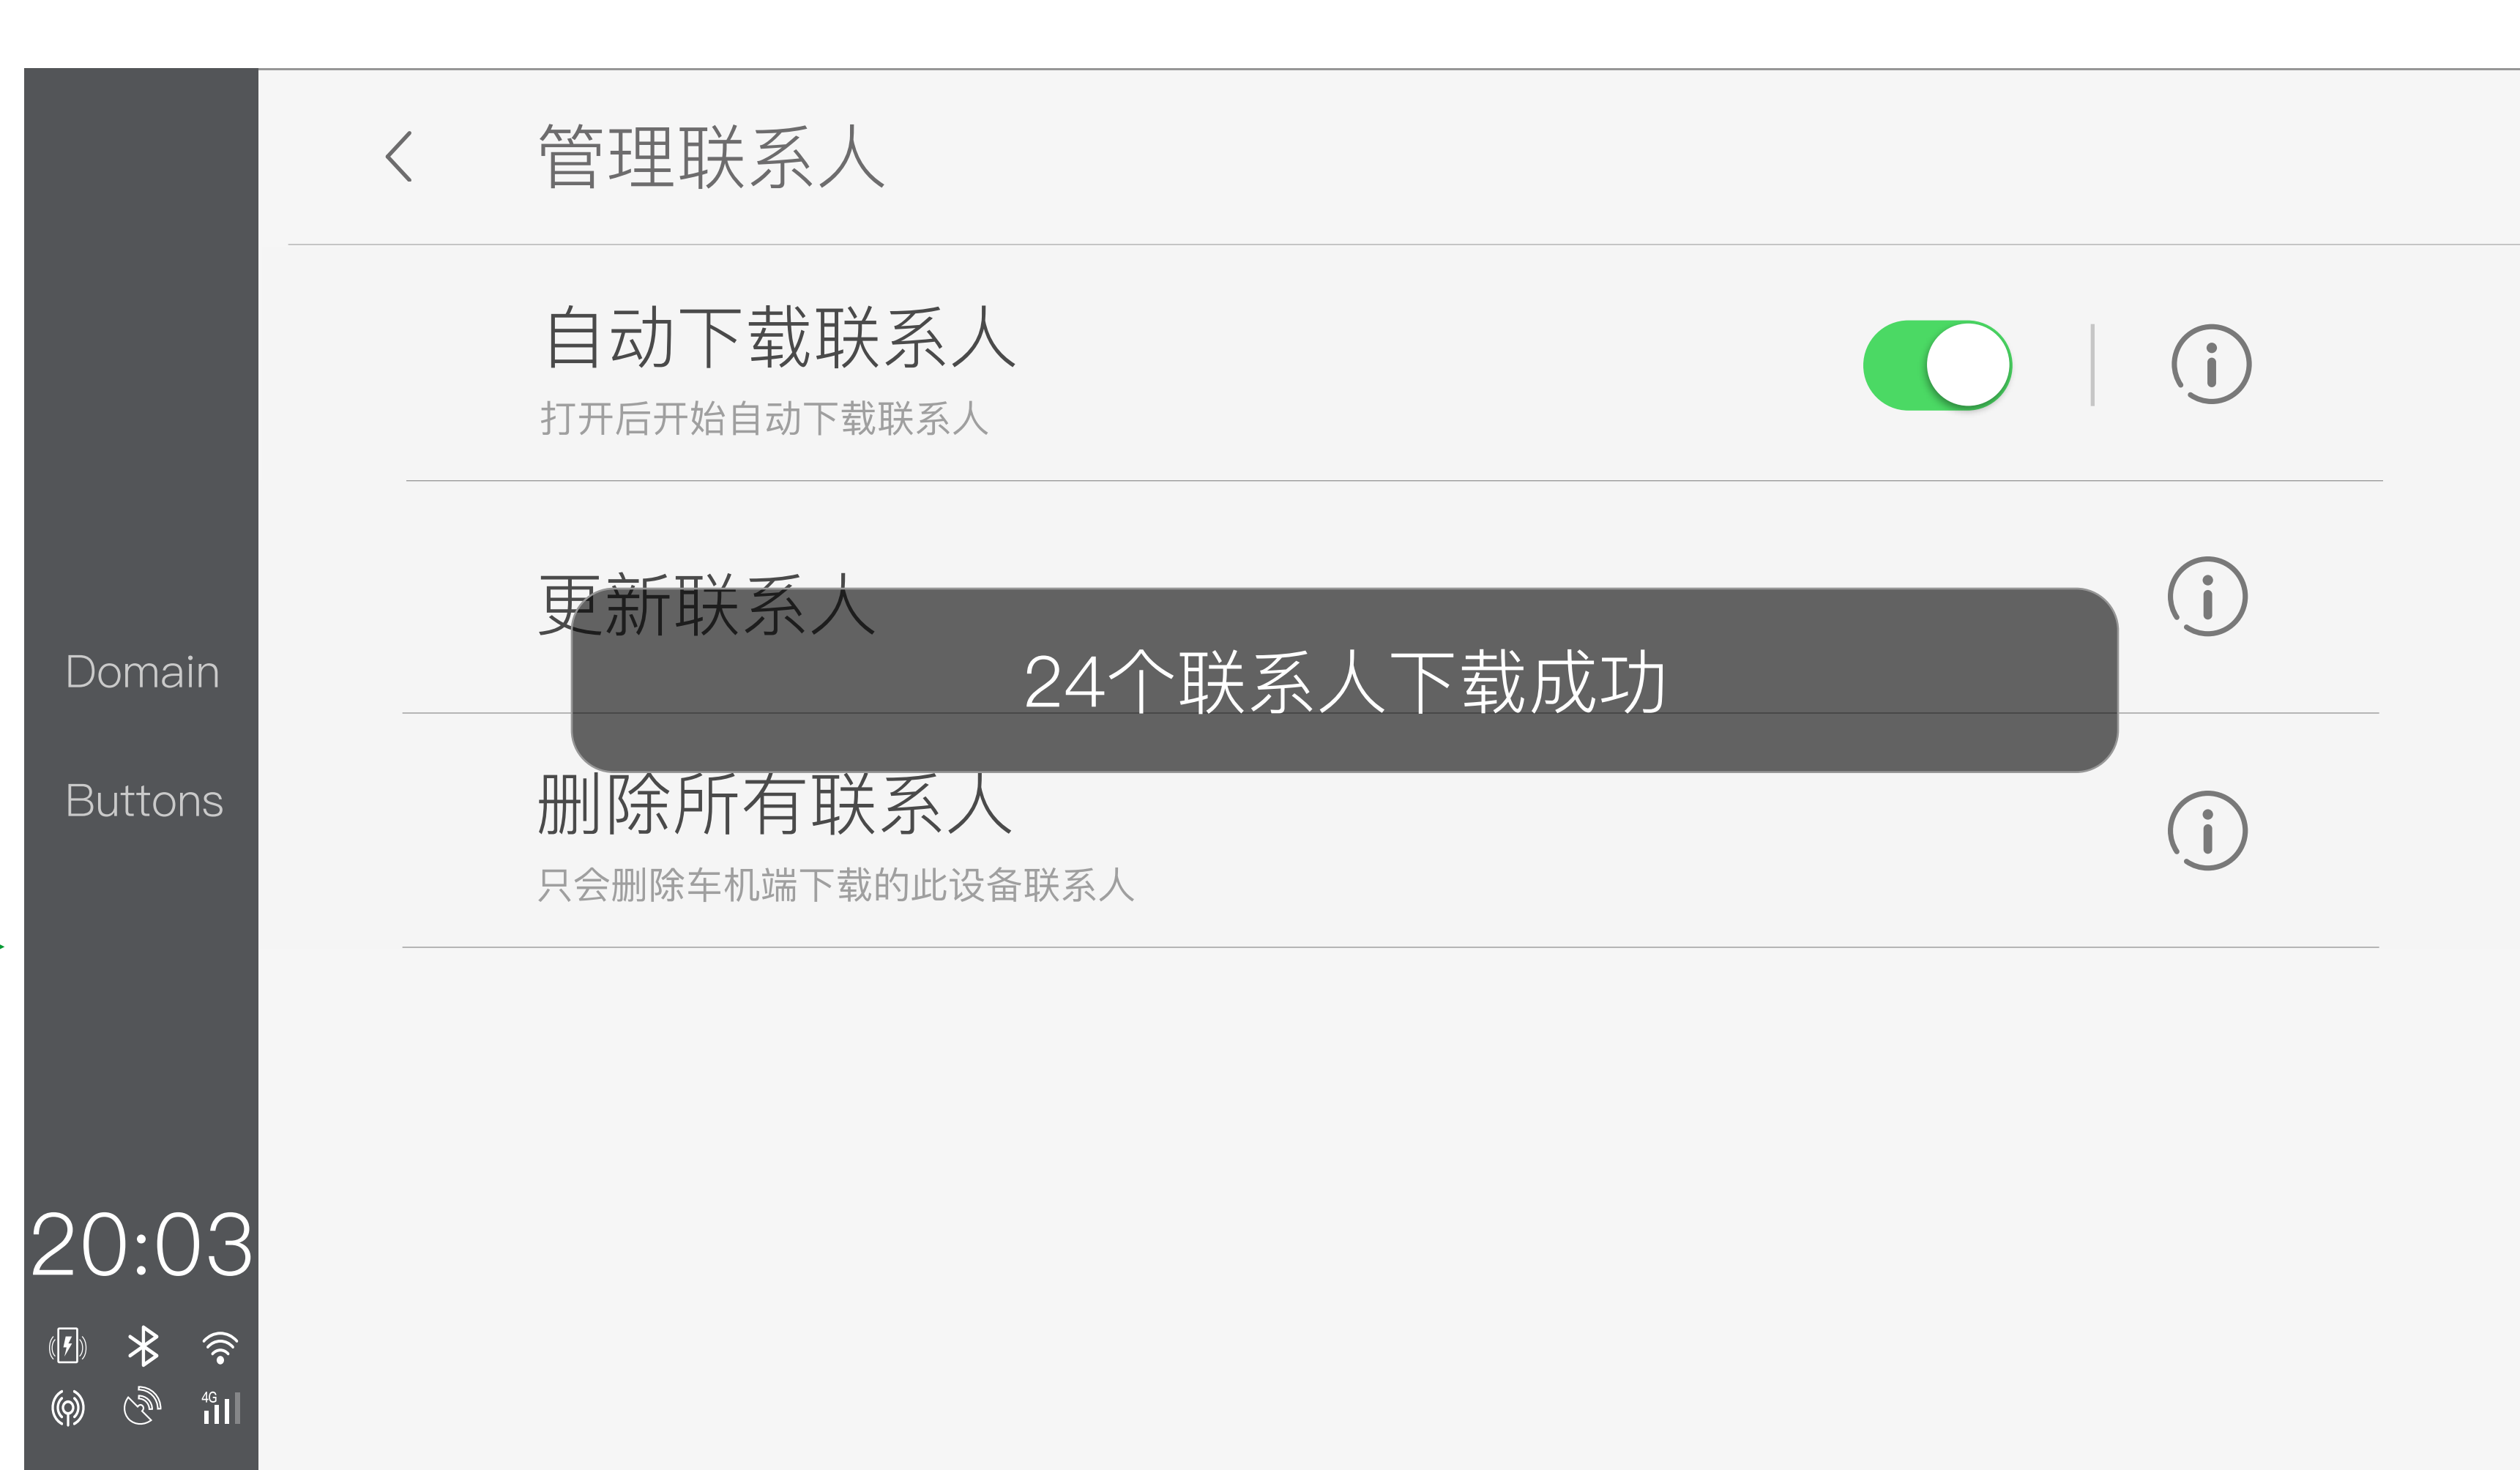 管理联系人
自动下载联系人
打开后开始自动下载联系人
更新联系人
24个联系人下载成功
删除所有联系人
只会删除车机端下载的此设备联系人
Domain
Buttons
20:03
4G